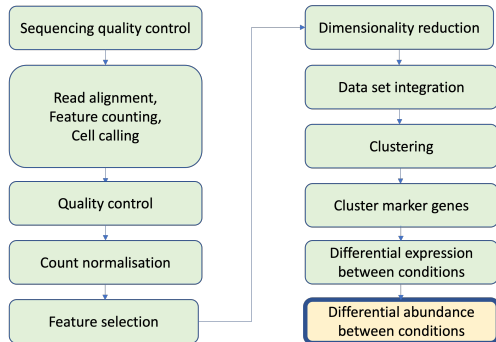 Sequencing quality control
Read alignment,
Feature counting,
Cell calling
Quality control
Count normalisation
Feature selection
Dimensionality reduction
Data set integration
Clustering
Cluster marker genes
Differential expression
between conditions
Differential abundance
between conditions